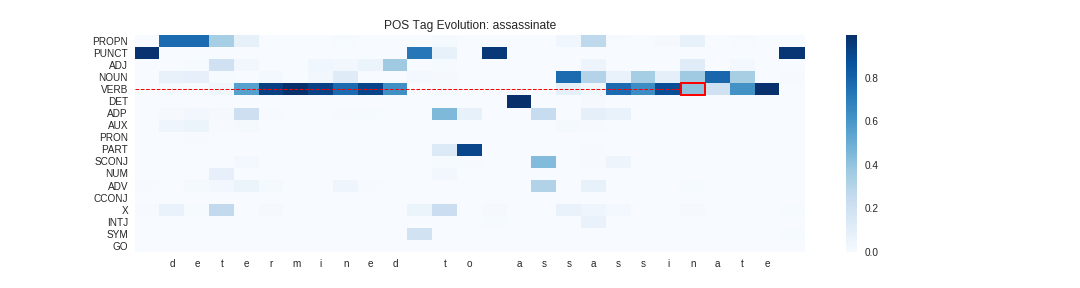 POS Tag Evolution: assassinate
PROPN
PUNCT
ADJ
NOUN
VERB
DET
ADP
AUX
PRON
PART
SCONJ
NUM
ADV
CCONJ
X
INTJ
SYM
GO
d e t e r m i n e d t o a s s a s s i n a t e
0.8
0.6
0.4
0.2
0.0